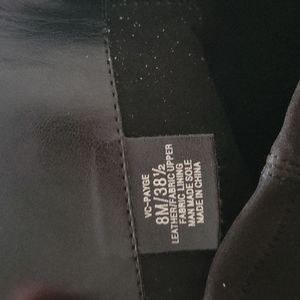 VC-PAYGE
8M/38½
LEATHER/FABRIC UPPER
FABRIC LINING
MAN MADE SOLE
MADE IN CHINA